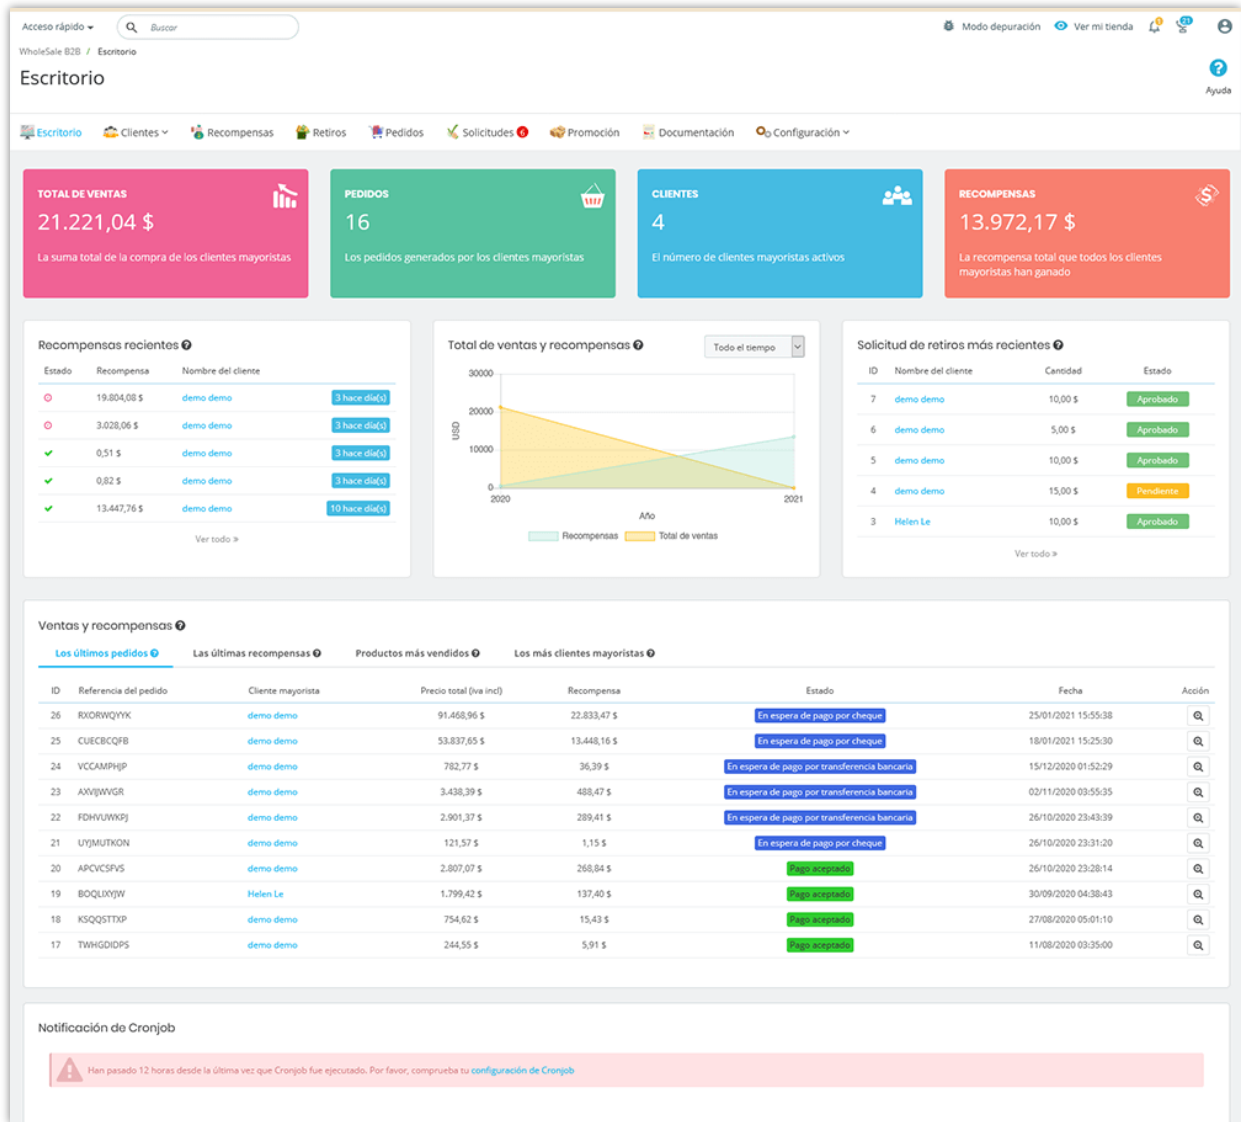 Acceso rápido
Buscar
Modo depuración
Ver mi tienda
1
21
WholeSale B2B / Escritorio
Escritorio
?
Ayuda
Escritorio
Clientes
Recompensas
Retiros
Pedidos
Solicitudes 6
Promoción
Documentación
Configuración
TOTAL DE VENTAS
21.221,04 $
La suma total de la compra de los clientes mayoristas
PEDIDOS
16
Los pedidos generados por los clientes mayoristas
CLIENTES
4
El número de clientes mayoristas activos
RECOMPENSAS
13.972,17 $
La recompensa total que todos los clientes
mayoristas han ganado
Recompensas recientes ?
Estado Recompensa Nombre del cliente
19.804,08 $ demo demo 3 hace día(s)
3.028,06 $ demo demo 3 hace día(s)
0,51 $ demo demo 3 hace día(s)
0,82 $ demo demo 3 hace día(s)
13.447,76 $ demo demo 10 hace día(s)
Ver todo »
Total de ventas y recompensas ?
Todo el tiempo
30000
20000
10000
0
USD
2020 2021
Año
Recompensas Total de ventas
Solicitud de retiros más recientes ?
ID Nombre del cliente Cantidad Estado
7 demo demo 10,00 $ Aprobado
6 demo demo 5,00 $ Aprobado
5 demo demo 10,00 $ Aprobado
4 demo demo 15,00 $ Pendiente
3 Helen Le 10,00 $ Aprobado
Ver todo »
Ventas y recompensas ?
Los últimos pedidos ? Las últimas recompensas ? Productos más vendidos ? Los más clientes mayoristas ?
ID Referencia del pedido Cliente mayorista Precio total (iva incl) Recompensa Estado Fecha Acción
26 RXORWQYYK demo demo 91.468,96 $ 22.833,47 $ En espera de pago por cheque 25/01/2021 15:55:38
25 CUECBCQFB demo demo 53.837,65 $ 13.448,16 $ En espera de pago por cheque 18/01/2021 15:25:30
24 VCCAMPHJP demo demo 782,77 $ 36,39 $ En espera de pago por transferencia bancaria 15/12/2020 01:52:29
23 AXVIJWVGR demo demo 3.438,39 $ 488,47 $ En espera de pago por transferencia bancaria 02/11/2020 03:55:35
22 FDHVUWKPJ demo demo 2.901,37 $ 289,41 $ En espera de pago por transferencia bancaria 26/10/2020 23:43:39
21 UYJMUTKON demo demo 121,57 $ 1,15 $ En espera de pago por cheque 26/10/2020 23:31:20
20 APCVCSFVS demo demo 2.807,07 $ 268,84 $ Pago aceptado 26/10/2020 23:28:14
19 BOQLIXYJW Helen Le 1.799,42 $ 137,40 $ Pago aceptado 30/09/2020 04:38:43
18 KSQQSTTXP demo demo 754,62 $ 15,43 $ Pago aceptado 27/08/2020 05:01:10
17 TWHGDIDPS demo demo 244,55 $ 5,91 $ Pago aceptado 11/08/2020 03:35:00
Notificación de Cronjob
Han pasado 12 horas desde la última vez que Cronjob fue ejecutado. Por favor, comprueba tu configuración de Cronjob